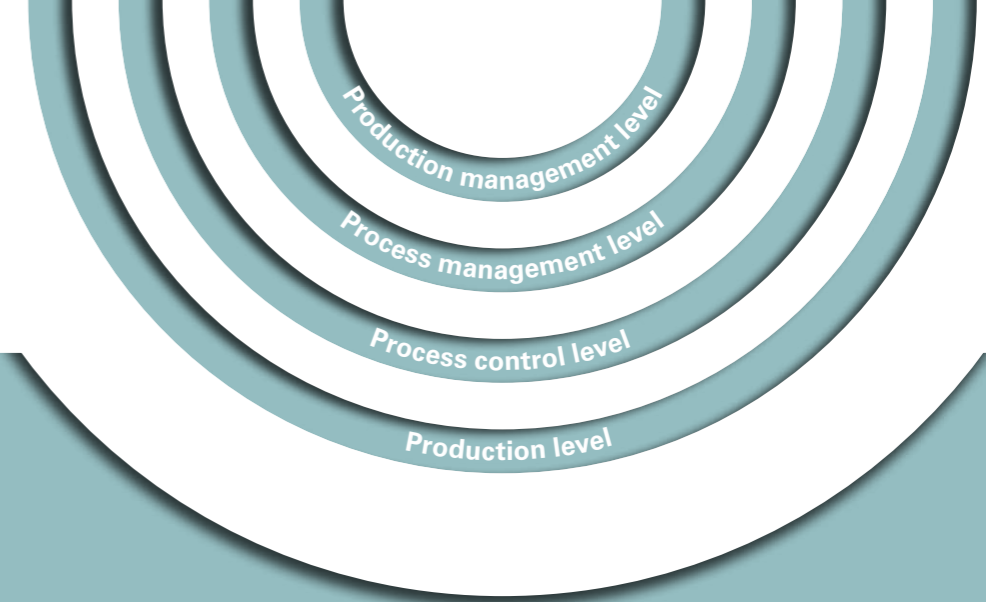 Production management level
Process management level
Process control level
Production level